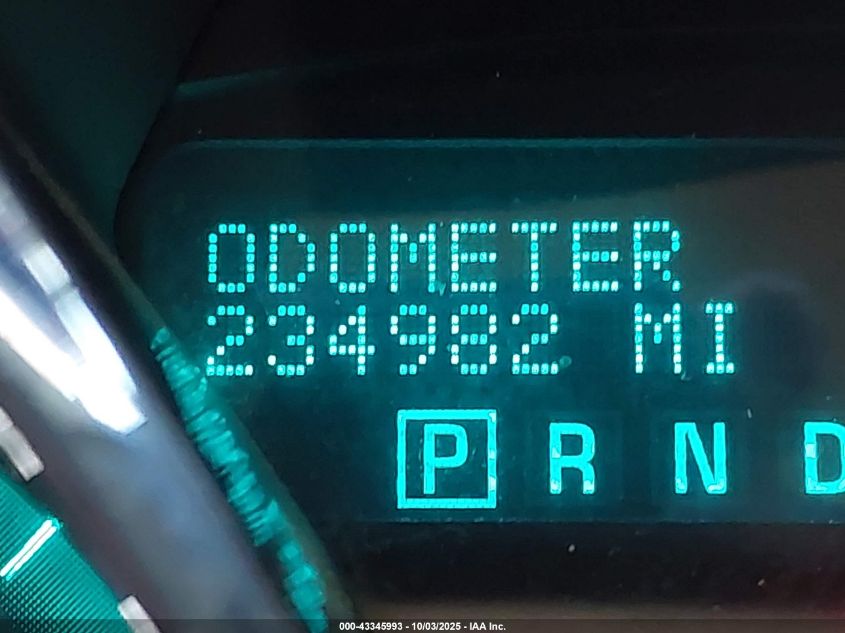 ODOMETER
234982 MI
P R N D
000-43345993 - 10/03/2025 - IAA Inc.